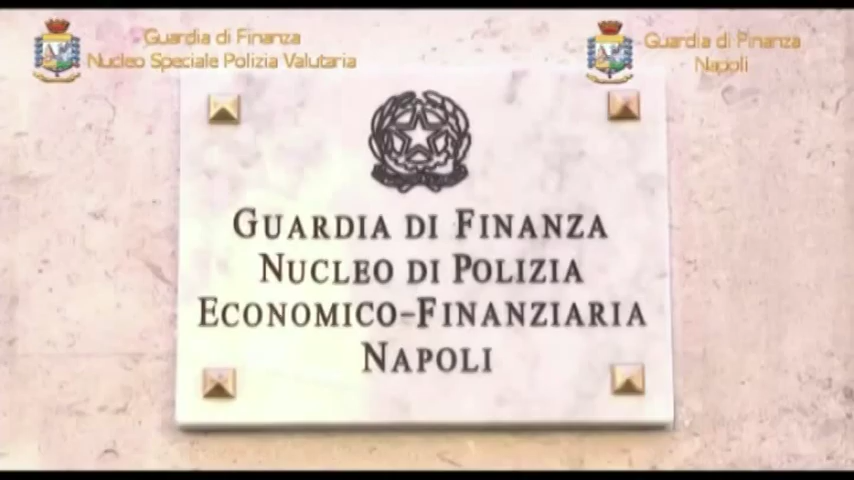 Guardia di Finanza
Nucleo Speciale Polizia Valutaria
Guardia di Finanza
Napoli
GUARDIA DI FINANZA
NUCLEO DI POLIZIA
ECONOMICO-FINANZIARIA
NAPOLI